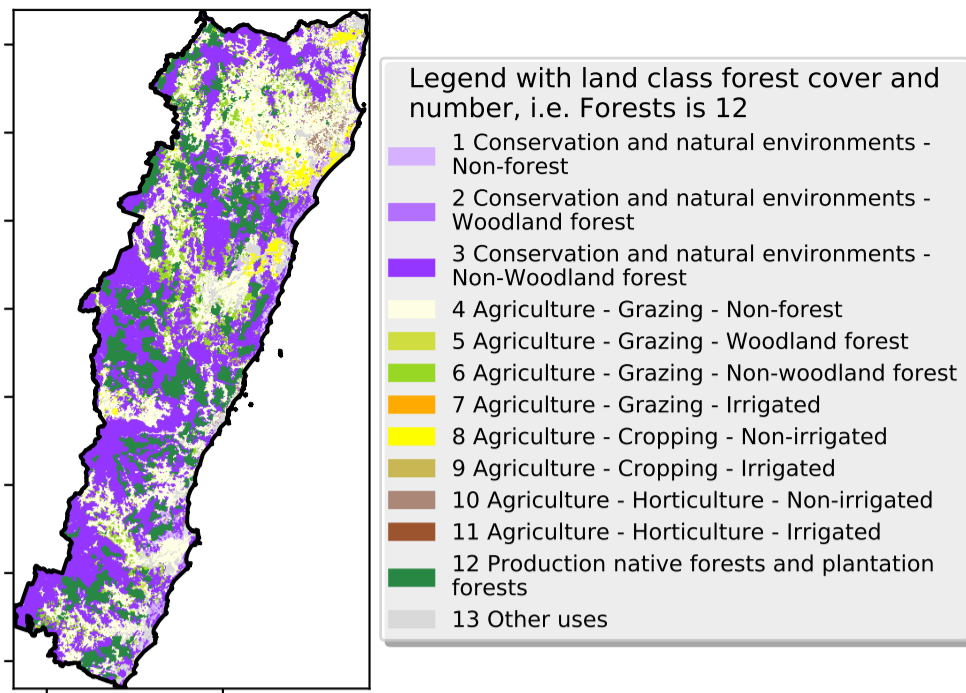 Legend with land class forest cover and
number, i.e. Forests is 12
1 Conservation and natural environments -
Non-forest
2 Conservation and natural environments -
Woodland forest
3 Conservation and natural environments -
Non-Woodland forest
4 Agriculture - Grazing - Non-forest
5 Agriculture - Grazing - Woodland forest
6 Agriculture - Grazing - Non-woodland forest
7 Agriculture - Grazing - Irrigated
8 Agriculture - Cropping - Non-irrigated
9 Agriculture - Cropping - Irrigated
10 Agriculture - Horticulture - Non-irrigated
11 Agriculture - Horticulture - Irrigated
12 Production native forests and plantation
forests
13 Other uses